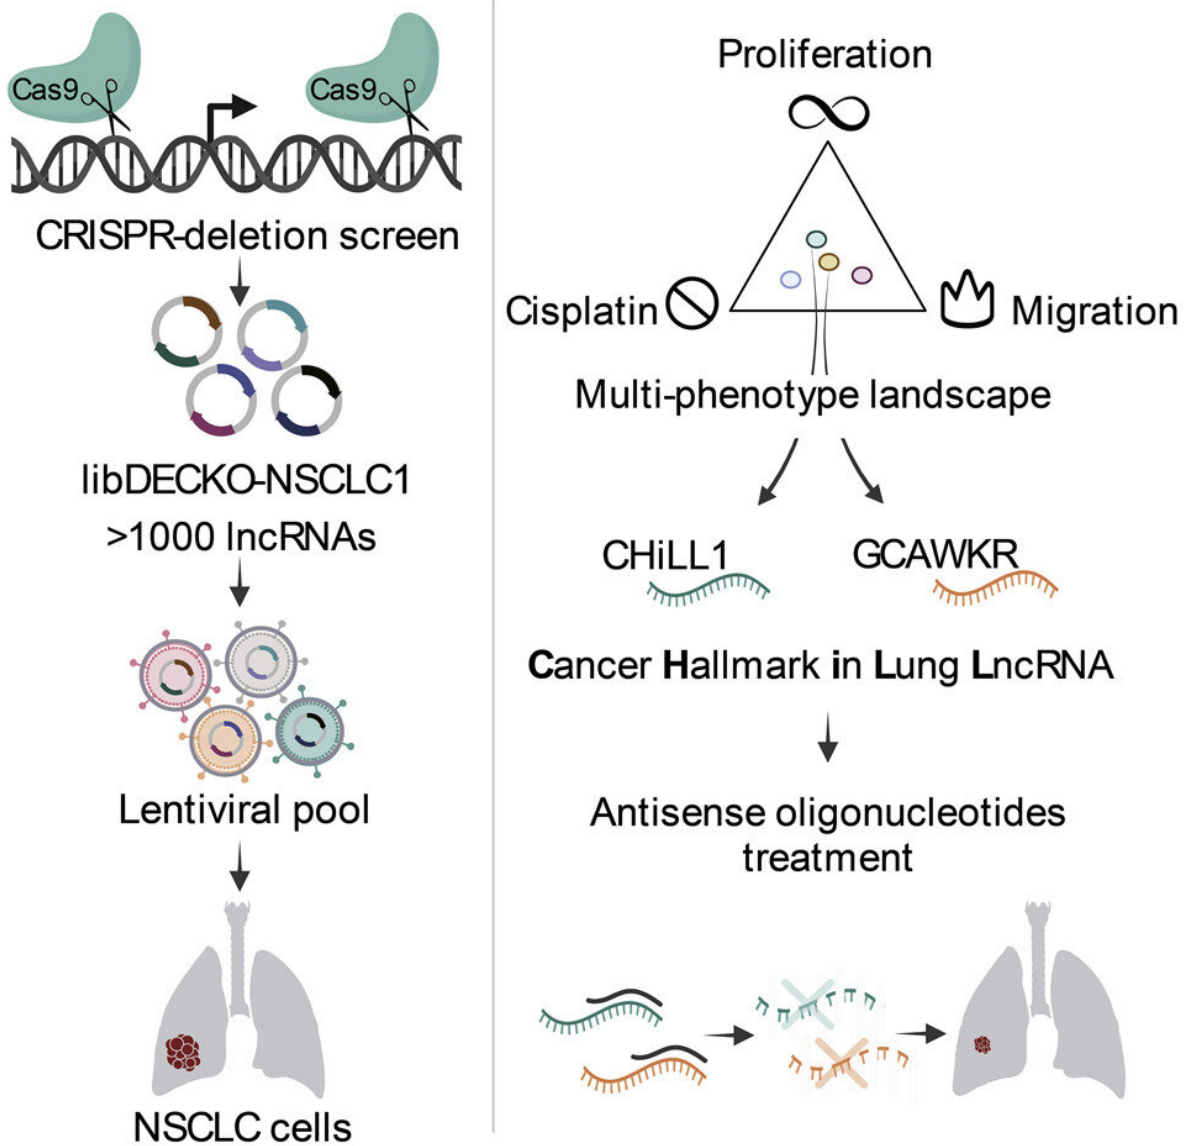 Cas9
Cas9
CRISPR-deletion screen
libDECKO-NSCLC1
>1000 lncRNAs
Lentiviral pool
NSCLC cells
Proliferation
Cisplatin
Migration
Multi-phenotype landscape
CHiLL1
GCAWKR
Cancer Hallmark in Lung LncRNA
Antisense oligonucleotides
treatment